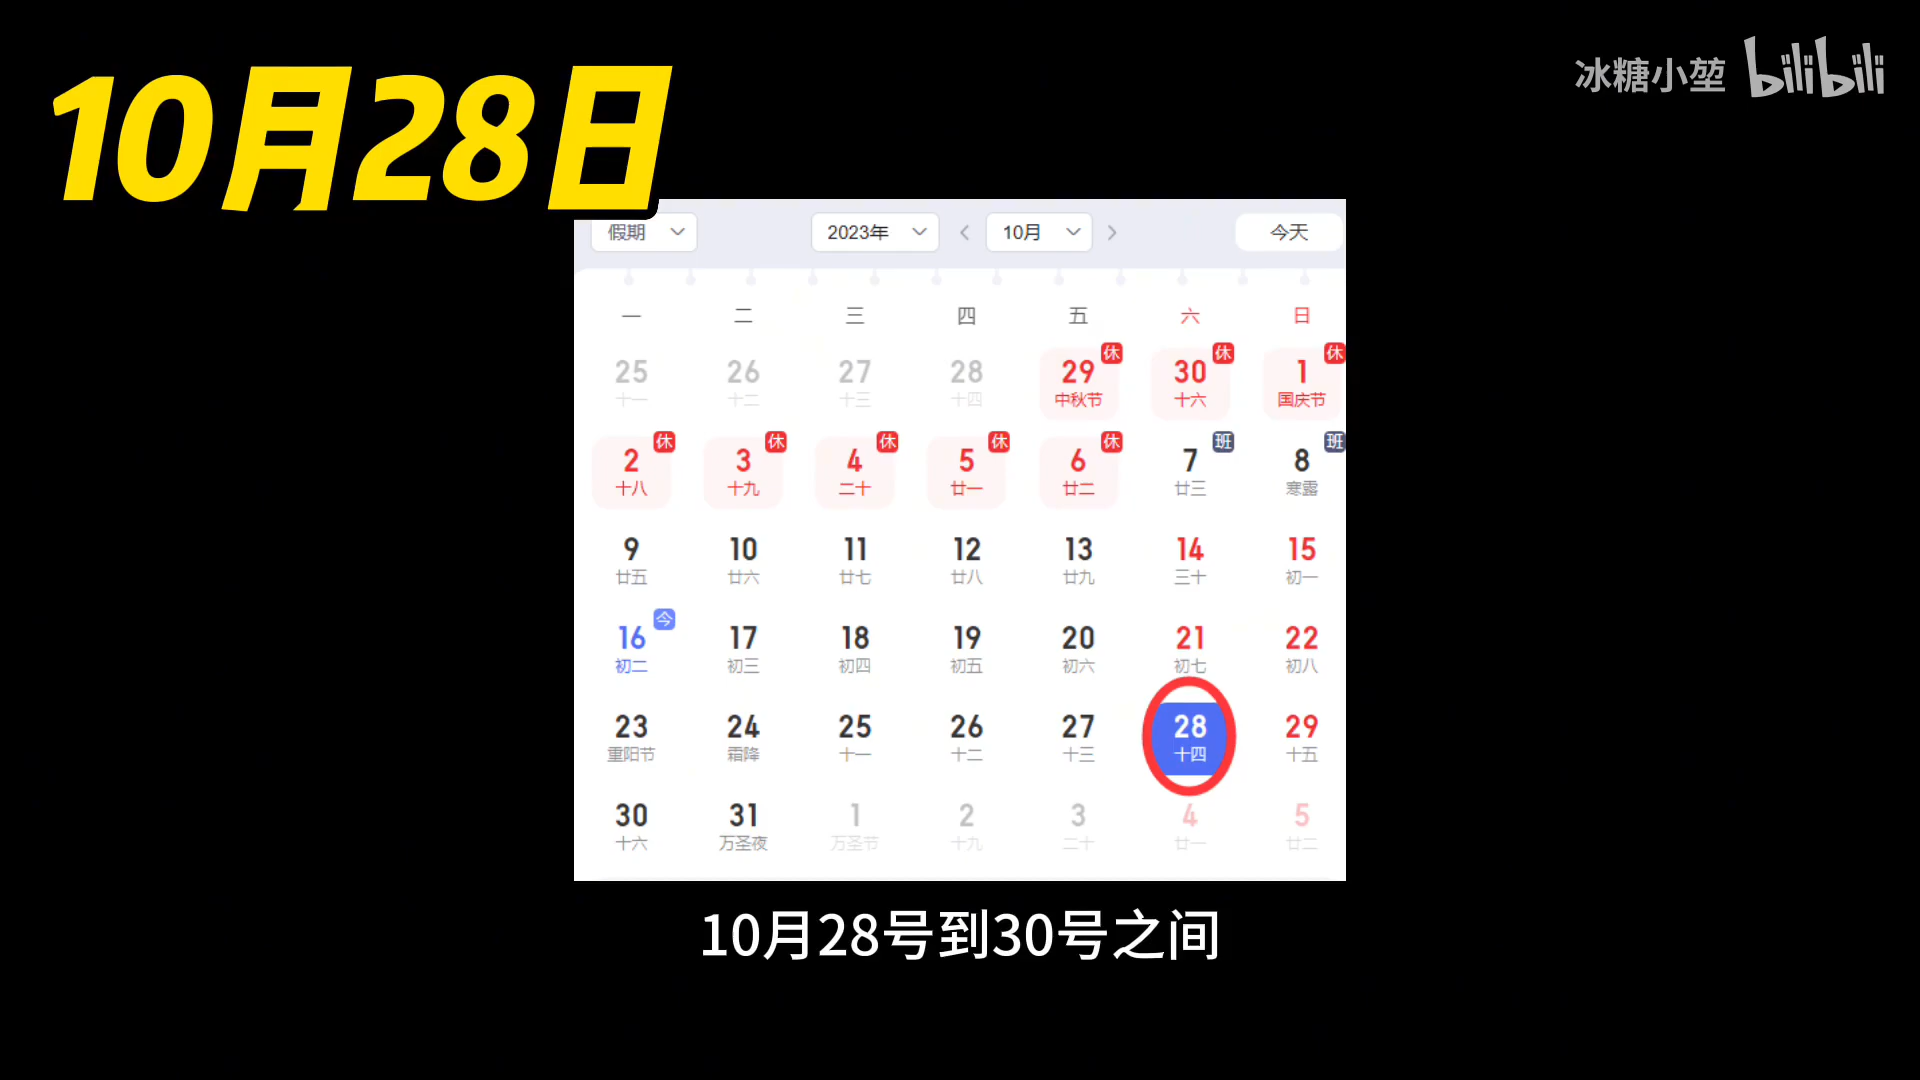 10月28日
冰糖小堃 bilibili
假期 2023年 10月 今天
一 二 三 四 五 六 日
休 休 休
25 26 27 28 29 30 1
十一 十二 十三 十四 中秋节 十六 国庆节
休 休 休 休 休 班 班
2 3 4 5 6 7 8
十八 十九 二十 廿一 廿二 廿三 寒露
9 10 11 12 13 14 15
廿五 廿六 廿七 廿八 廿九 三十 初一
今
16 17 18 19 20 21 22
初二 初三 初四 初五 初六 初七 初八
23 24 25 26 27 28 29
重阳节 霜降 十一 十二 十三 十四 十五
30 31 1 2 3 4 5
十六 万圣夜 万圣节 十九 二十 廿一 廿二
10月28号到30号之间